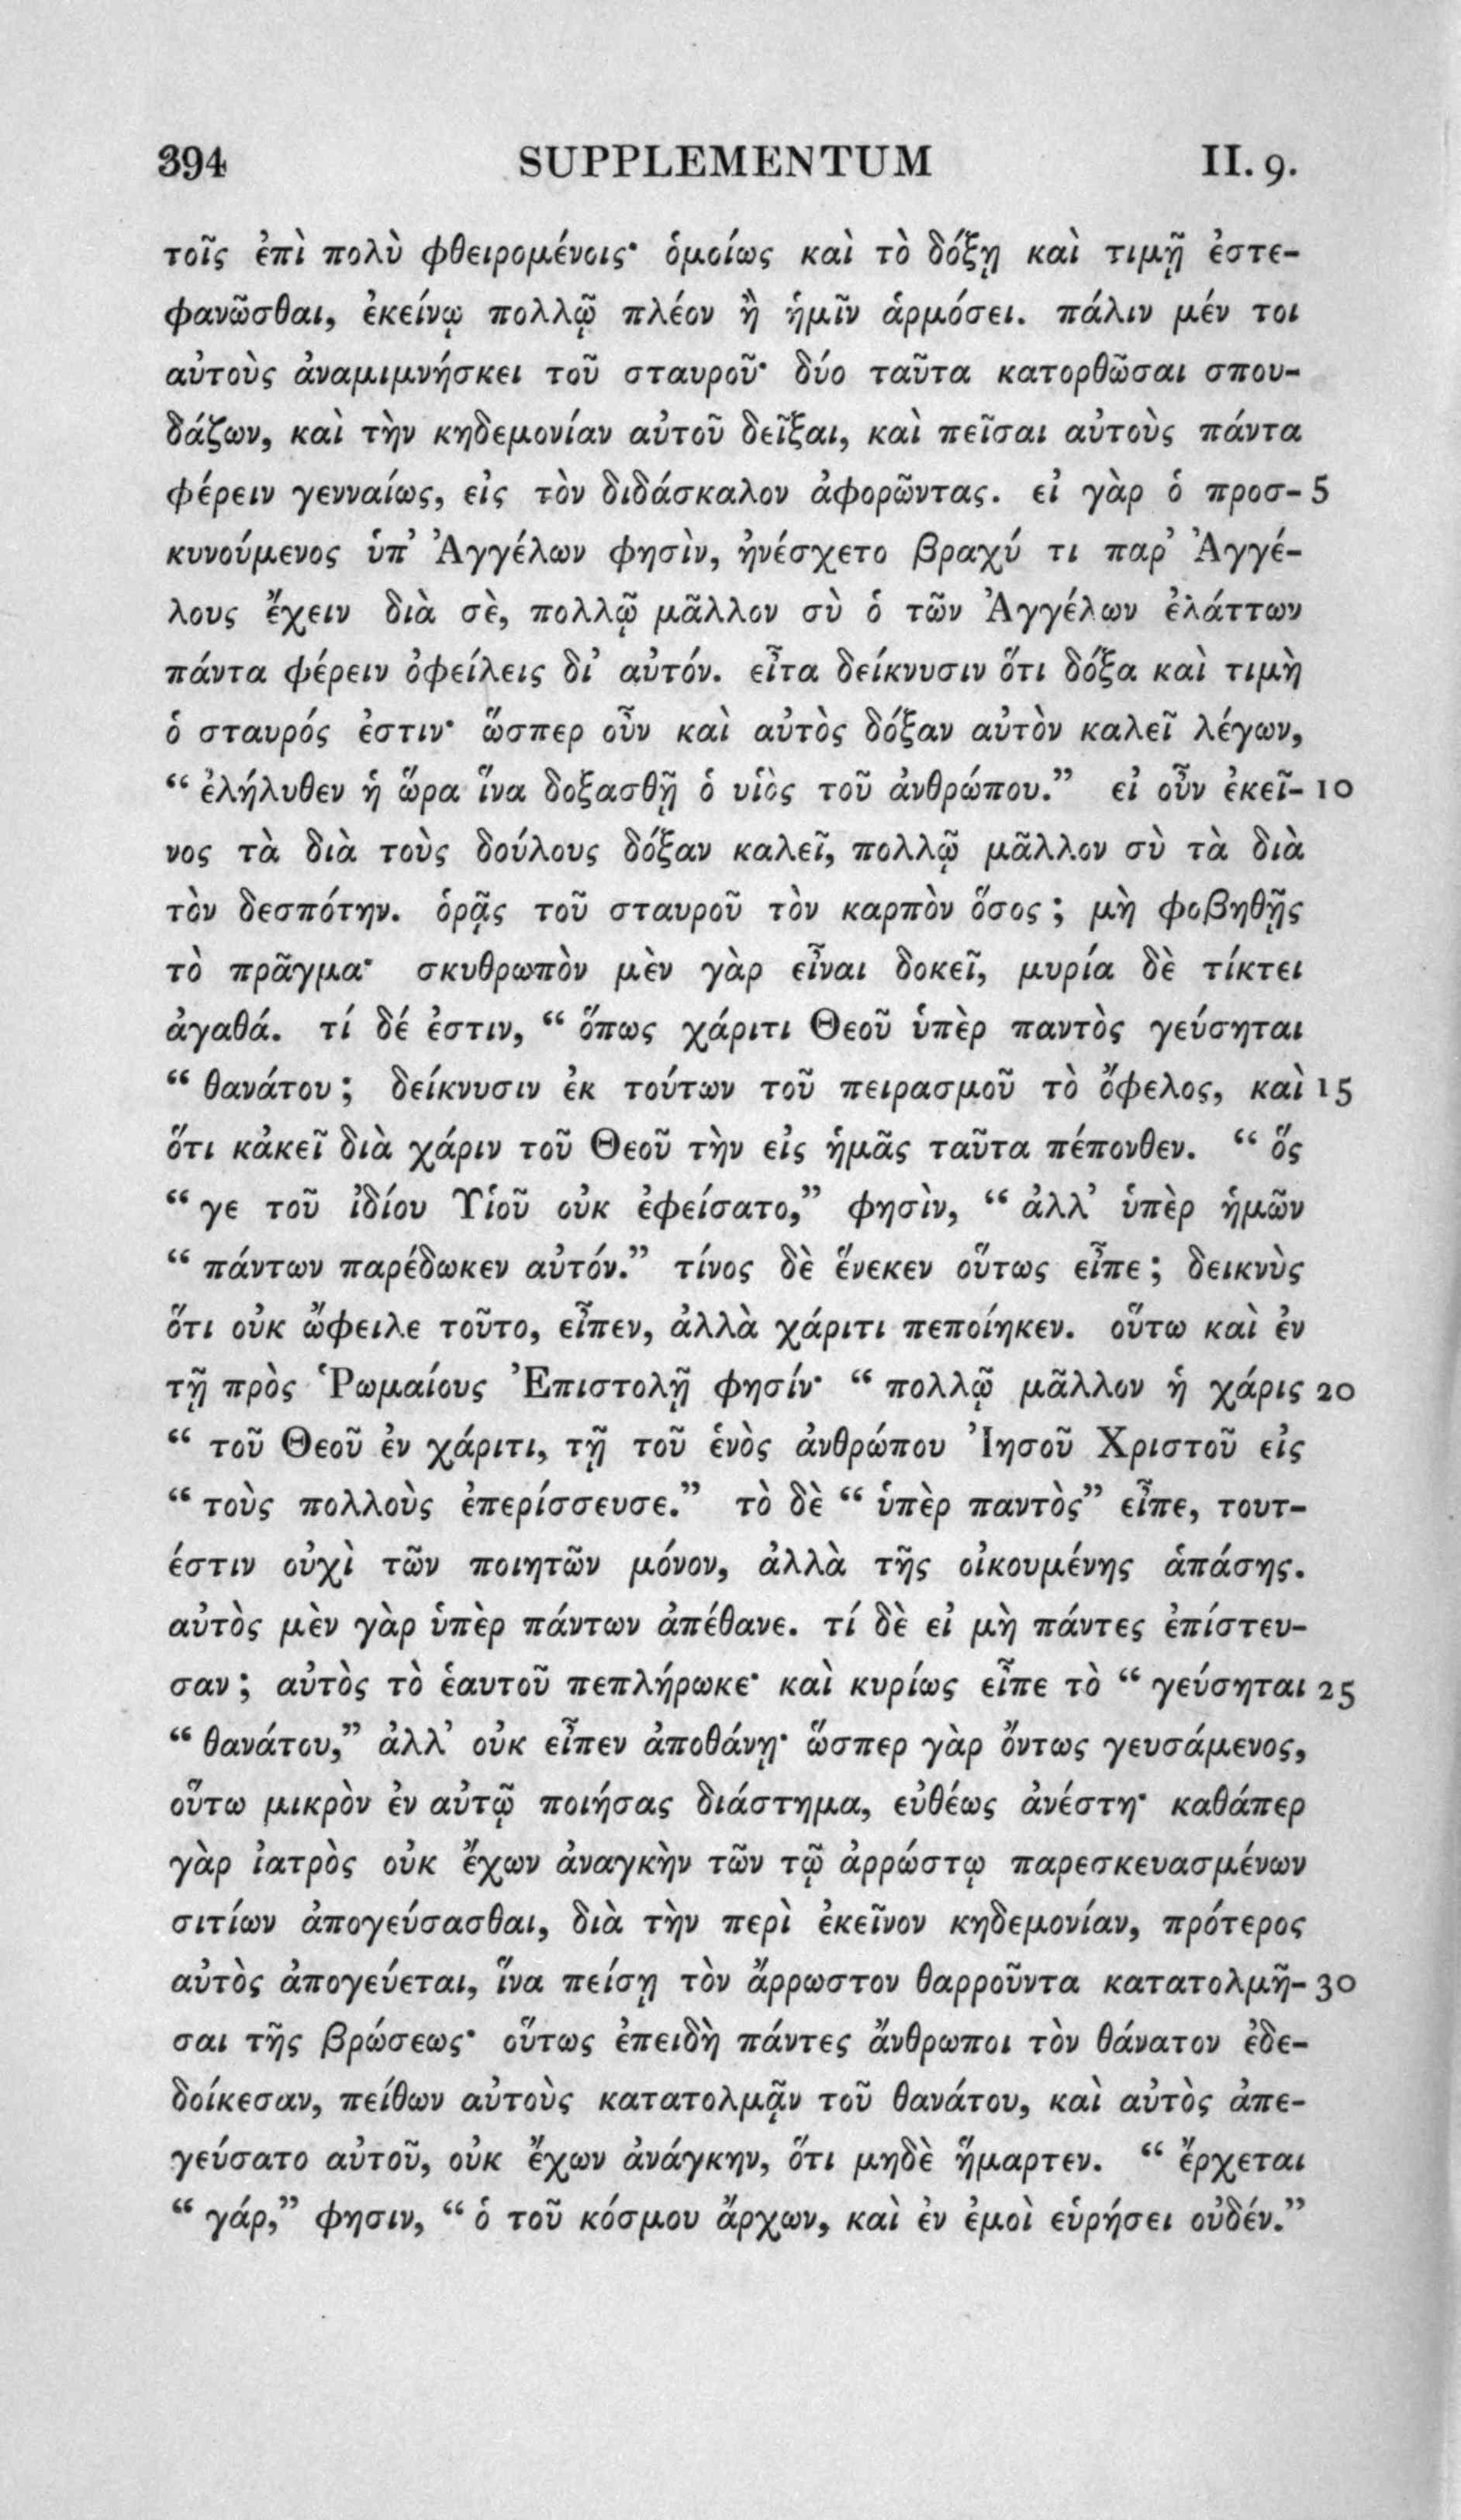 394 SUPPLEMENTUM II. 9.
τοῖς ἐπὶ πολὺ φθειρομένοις· ὁμοίως καὶ τὸ δόξῃ καὶ τιμῇ ἐστε-
φανῶσθαι, ἐκείνῳ πολλῷ πλέον ἢ ἡμῖν ἁρμόσει. πάλιν μέν τοι
αὐτοὺς ἀναμιμνήσκει τοῦ σταυροῦ· δύο ταῦτα κατορθῶσαι σπου-
δάζων, καὶ τὴν κηδεμονίαν αὐτοῦ δεῖξαι, καὶ πεῖσαι αὐτοὺς πάντα
φέρειν γενναίως, εἰς τὸν διδάσκαλον ἀφορῶντας. εἰ γὰρ ὁ προσ- 5
κυνούμενος ὑπ’ Ἀγγέλων φησὶν, ἠνέσχετο βραχύ τι παρ’ Ἀγγέ-
λους ἔχειν διὰ σὲ, πολλῷ μᾶλλον σὺ ὁ τῶν Ἀγγέλων ἐλάττων
πάντα φέρειν ὀφείλεις δι’ αὐτόν. εἶτα δείκνυσιν ὅτι δόξα καὶ τιμὴ
ὁ σταυρός ἐστιν· ὥσπερ οὖν καὶ αὐτὸς δόξαν αὐτὸν καλεῖ λέγων,
“ ἐλήλυθεν ἡ ὥρα ἵνα δοξασθῇ ὁ υἱὸς τοῦ ἀνθρώπου.” εἰ οὖν ἐκεῖ- 10
νος τὰ διὰ τοὺς δούλους δόξαν καλεῖ, πολλῷ μᾶλλον σὺ τὰ διὰ
τὸν δεσπότην. ὁρᾷς τοῦ σταυροῦ τὸν καρπὸν ὅσος ; μὴ φοβηθῇς
τὸ πρᾶγμα· σκυθρωπὸν μὲν γὰρ εἶναι δοκεῖ, μυρία δὲ τίκτει
ἀγαθά. τί δέ ἐστιν, “ ὅπως χάριτι Θεοῦ ὑπὲρ παντὸς γεύσηται
“ θανάτου ; δείκνυσιν ἐκ τούτων τοῦ πειρασμοῦ τὸ ὄφελος, καὶ 15
ὅτι κἀκεῖ διὰ χάριν τοῦ Θεοῦ τὴν εἰς ἡμᾶς ταῦτα πέπονθεν. “ ὅς
“ γε τοῦ ἰδίου Υἱοῦ οὐκ ἐφείσατο,” φησὶν, “ ἀλλ’ ὑπὲρ ἡμῶν
“ πάντων παρέδωκεν αὐτόν.” τίνος δὲ ἕνεκεν οὕτως εἶπε ; δεικνὺς
ὅτι οὐκ ὤφειλε τοῦτο, εἶπεν, ἀλλὰ χάριτι πεποίηκεν. οὕτω καὶ ἐν
τῇ πρὸς Ῥωμαίους Ἐπιστολῇ φησίν· “ πολλῷ μᾶλλον ἡ χάρις 20
“ τοῦ Θεοῦ ἐν χάριτι, τῇ τοῦ ἑνὸς ἀνθρώπου Ἰησοῦ Χριστοῦ εἰς
“ τοὺς πολλοὺς ἐπερίσσευσε.” τὸ δὲ “ ὑπὲρ παντὸς” εἶπε, τουτ-
έστιν οὐχὶ τῶν ποιητῶν μόνον, ἀλλὰ τῆς οἰκουμένης ἁπάσης.
αὐτὸς μὲν γὰρ ὑπὲρ πάντων ἀπέθανε. τί δὲ εἰ μὴ πάντες ἐπίστευ-
σαν ; αὐτὸς τὸ ἑαυτοῦ πεπλήρωκε· καὶ κυρίως εἶπε τὸ “ γεύσηται 25
“ θανάτου,” ἀλλ’ οὐκ εἶπεν ἀποθάνῃ· ὥσπερ γὰρ ὄντως γευσάμενος,
οὕτω μικρὸν ἐν αὐτῷ ποιήσας διάστημα, εὐθέως ἀνέστη· καθάπερ
γὰρ ἰατρὸς οὐκ ἔχων ἀναγκὴν τῶν τῷ ἀρρώστῳ παρεσκευασμένων
σιτίων ἀπογεύσασθαι, διὰ τὴν περὶ ἐκεῖνον κηδεμονίαν, πρότερος
αὐτὸς ἀπογεύεται, ἵνα πείσῃ τὸν ἄρρωστον θαρροῦντα κατατολμῆ- 30
σαι τῆς βρώσεως· οὕτως ἐπειδὴ πάντες ἄνθρωποι τὸν θάνατον ἐδε-
δοίκεσαν, πείθων αὐτοὺς κατατολμᾷν τοῦ θανάτου, καὶ αὐτὸς ἀπε-
γεύσατο αὐτοῦ, οὐκ ἔχων ἀνάγκην, ὅτι μηδὲ ἥμαρτεν. “ ἔρχεται
“ γάρ,” φησιν, “ ὁ τοῦ κόσμου ἄρχων, καὶ ἐν ἐμοὶ εὑρήσει οὐδέν.”